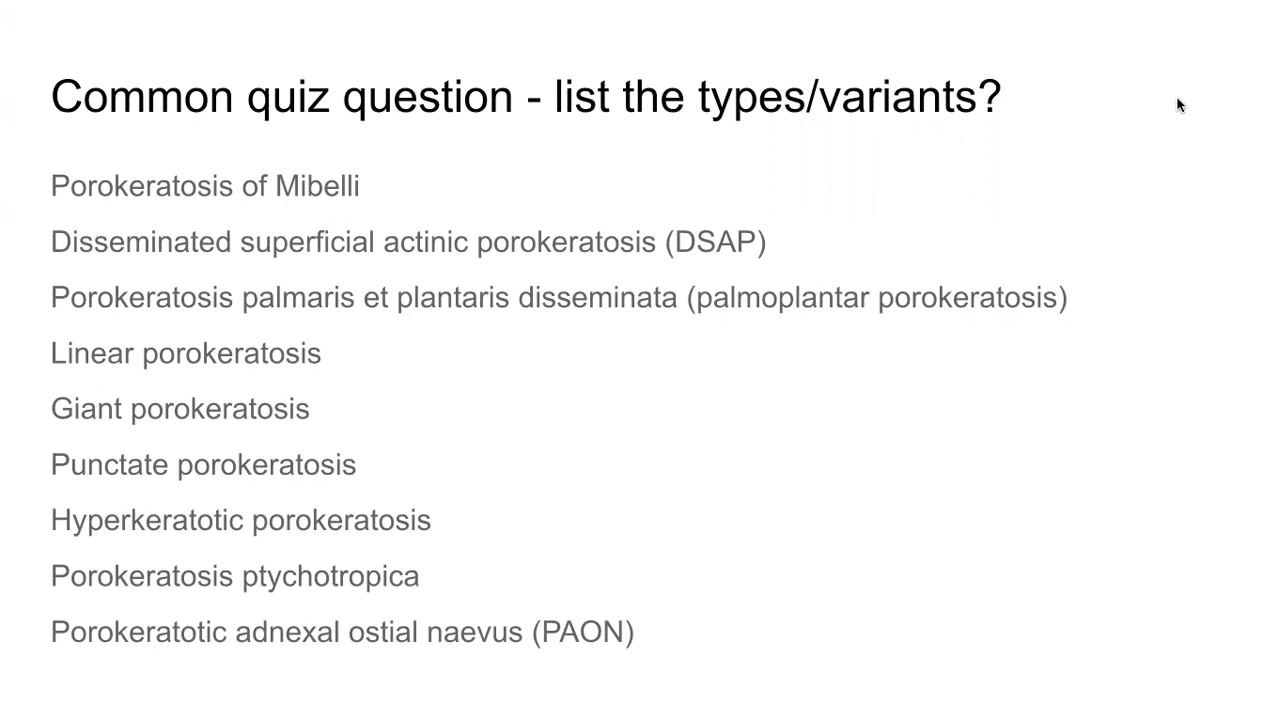 Common quiz question - list the types/variants?
Porokeratosis of Mibelli
Disseminated superficial actinic porokeratosis (DSAP)
Porokeratosis palmaris et plantaris disseminata (palmoplantar porokeratosis)
Linear porokeratosis
Giant porokeratosis
Punctate porokeratosis
Hyperkeratotic porokeratosis
Porokeratosis ptychotropica
Porokeratotic adnexal ostial naevus (PAON)